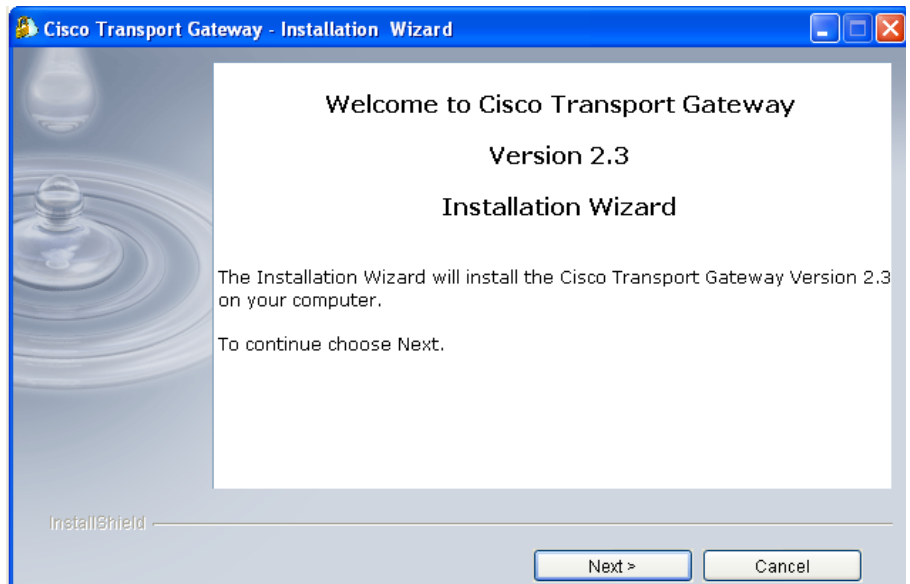 Cisco Transport Gateway - Installation Wizard
Welcome to Cisco Transport Gateway
Version 2.3
Installation Wizard
The Installation Wizard will install the Cisco Transport Gateway Version 2.3
on your computer.
To continue choose Next.
InstallShield
Next >
Cancel